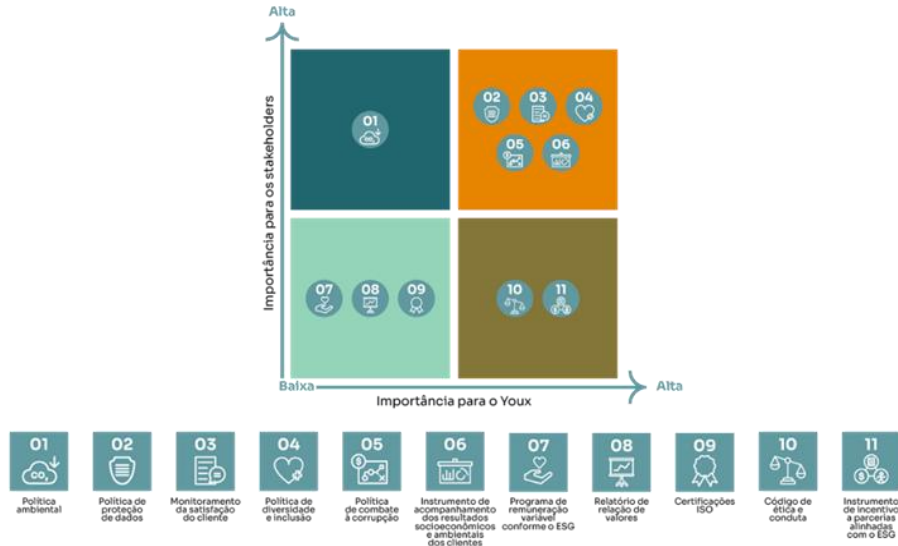 Alta
Importância para os stakeholders
01
02 03 04
05 06
07 08 09
10 11
Baixa
Alta
Importância para o Youx
01
Política
ambiental
02
Política de
proteção
de dados
03
Monitoramento
da satisfação
do cliente
04
Política de
diversidade
e inclusão
05
Política
de combate
à corrupção
06
Instrumento de
acompanhamento
dos resultados
socioeconômicos
e ambientais
dos clientes
07
Programa de
remuneração
variável
conforme o ESG
08
Relatório de
relação de
valores
09
Certificações
ISO
10
Código de
ética e
conduta
11
Instrumento
de incentivo
a parcerias
alinhadas
com o ESG